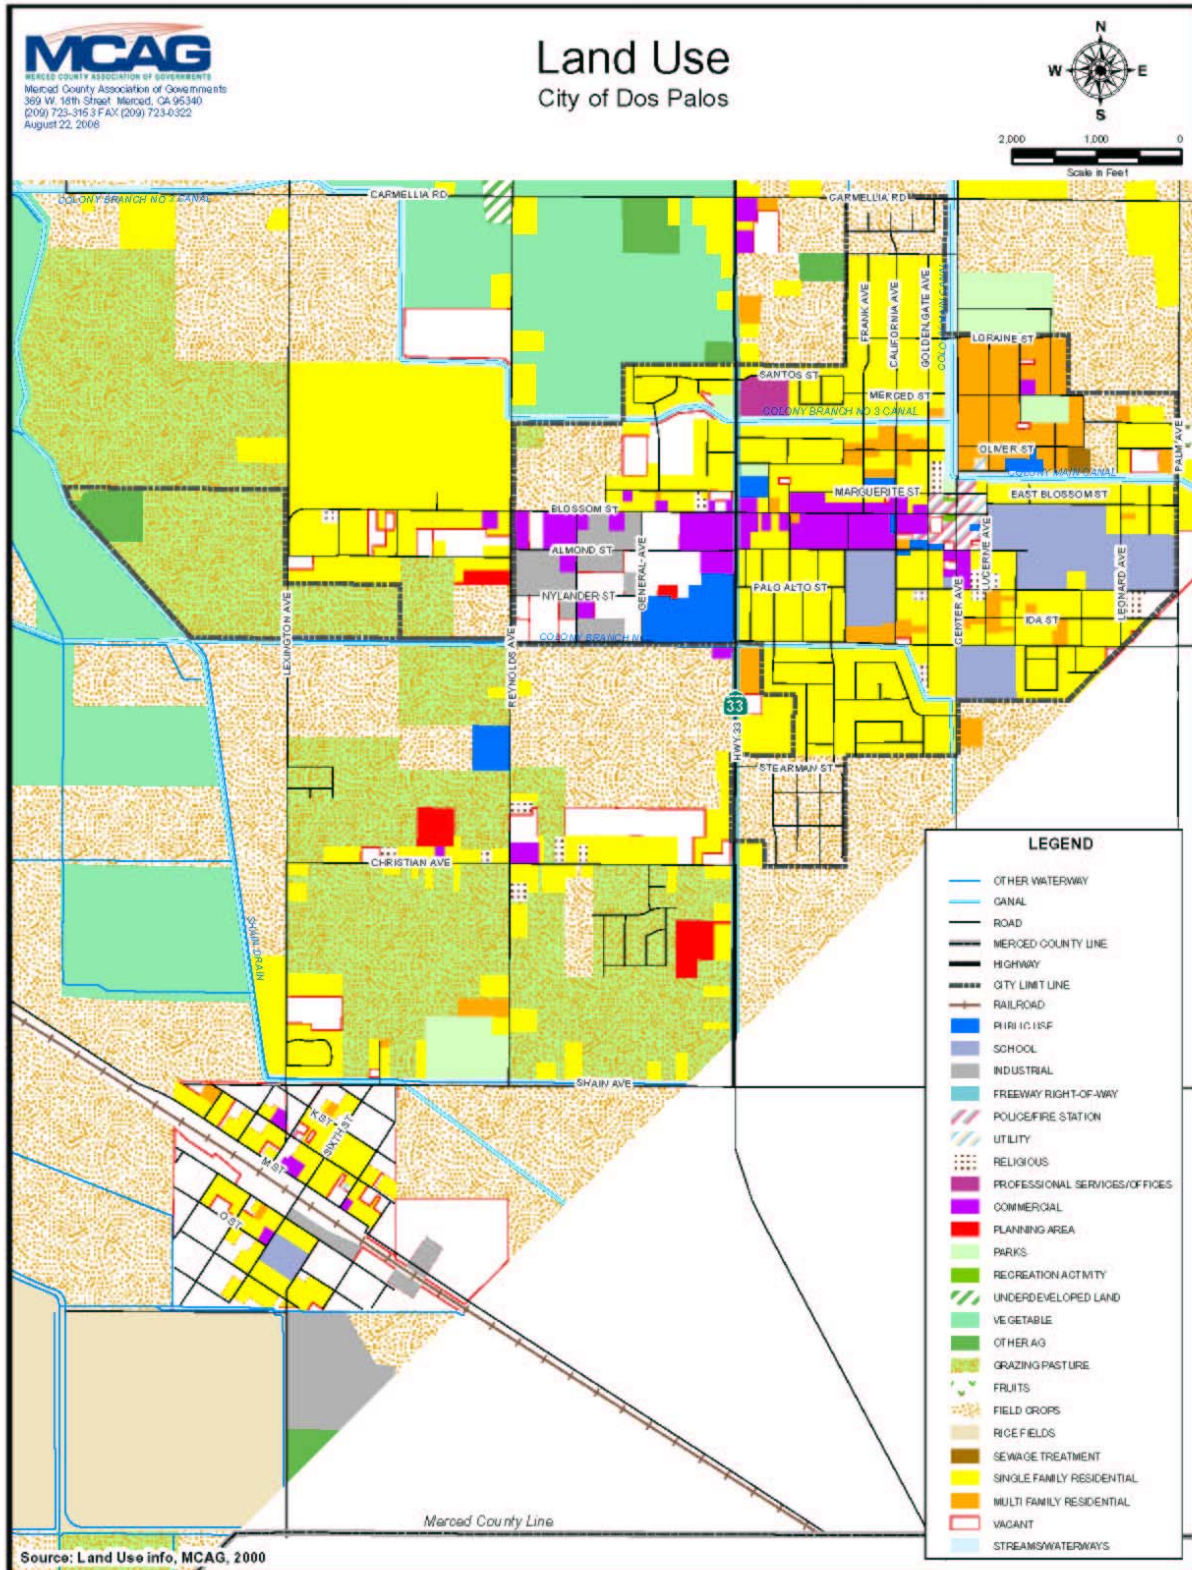 MCAG
MERCED COUNTY ASSOCIATION OF GOVERNMENTS
Merced County Association of Governments
369 W. 18th Street Merced, CA 95340
(209) 723-3153 FAX (209) 723-0322
August 22, 2008
Land Use
City of Dos Palos
N
W
E
S
2,000
1,000
0
Scale in Feet
CARMELLIA RD
CARMELLIA RD
COLONY BRANCH NO 7 CANAL
FRANK AVE
CALIFORNIA AVE
GOLDEN GATE AVE
COLONY MAIN CANAL
LORAINE ST
SANTOS ST
MERCED ST
COLONY BRANCH NO 3 CANAL
OLIVER ST
PALM AVE
COLONY MAIN CANAL
MARGUERITE ST
EAST BLOSSOM ST
BLOSSOM ST
ALMOND ST
GENERAL AVE
LUCERNE AVE
NYLANDER ST
PALO ALTO ST
LEONARD AVE
LEXINGTON AVE
CENTER AVE
IDA ST
REYNOLDS AVE
COLONY BRANCH NO
33
HWY 33
STEARMAN ST
CHRISTIAN AVE
SHAIN DRAIN
SHAIN AVE
K ST
SIXTH ST
M ST
O ST
Merced County Line
LEGEND
OTHER WATERWAY
CANAL
ROAD
MERCED COUNTY LINE
HIGHWAY
CITY LIMIT LINE
RAILROAD
PUBLIC USE
SCHOOL
INDUSTRIAL
FREEWAY RIGHT-OF-WAY
POLICE/FIRE STATION
UTILITY
RELIGIOUS
PROFESSIONAL SERVICES/OFFICES
COMMERCIAL
PLANNING AREA
PARKS
RECREATION ACTIVITY
UNDERDEVELOPED LAND
VEGETABLE
OTHER AG
GRAZING PASTURE
FRUITS
FIELD CROPS
RICE FIELDS
SEWAGE TREATMENT
SINGLE FAMILY RESIDENTIAL
MULTI FAMILY RESIDENTIAL
VACANT
STREAMS/WATERWAYS
Source: Land Use info, MCAG, 2000